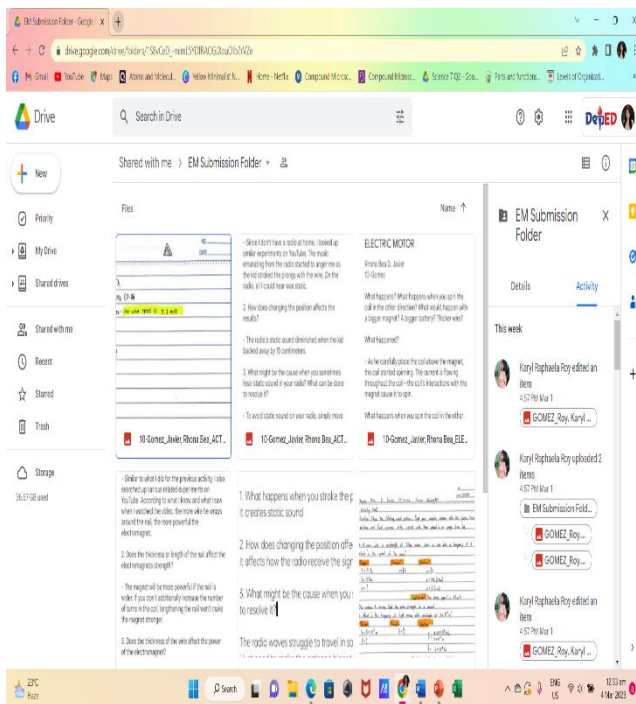 EM Submission Folder - Google
drive.google.com/drive/folders/
Gmail
YouTube
Maps
Atoms and Molecul...
Yellow Minimalist N...
Home - Netflix
Compound Microsc...
Compound Microsc...
Science 7 Q2 - Goo...
Parts and functions...
Levels of Organizati...
Drive
Search in Drive
DepED
New
Shared with me > EM Submission Folder
Priority
My Drive
Shared drives
Shared with me
Recent
Starred
Trash
Storage
36.57 GB used
Files
Name
the wave speed is
10-Gomez_Javier, Rhona Bea_ACT...
- Since I don't have a radio at home, I looked up
similar experiments on YouTube. The music
emanating from the radio started to anger me as
the kid stroked the prongs with the wire. On the
radio, all I could hear was static.
2. How does changing the position affects the
results?
- The radio's static sound diminished when the kid
backed away by 15 centimeters.
3. What might be the cause when you sometimes
hear static sound in your radio? What can be done
to resolve it?
- To avoid static sound on your radio, simply move
10-Gomez_Javier, Rhona Bea_ACT...
ELECTRIC MOTOR
Rhona Bea D. Javier
10-Gomez
What happens? What happens when you spin the
coil in the other direction? What would happen with
a bigger magnet? A bigger battery? Thicker wire?
What happened?
- As he carefully place the coil above the magnet,
the coil started spinning. The current is flowing
throughout the coil - the coil's interactions with the
magnet cause it to spin.
What happens when you spin the coil in the other
10-Gomez_Javier, Rhona Bea_ELE...
- Similar to what I did for the previous activity, I also
searched up various related experiments on
YouTube. According to what I know and what I saw
when I watched the video, the more wire he wraps
around the nail, the more powerful the
electromagnet.
2. Does the thickness or length of the nail affect the
electromagnets strength?
- The magnet will be more powerful if the nail is
wider. If you don't additionally increase the number
of turns in the coil, lengthening the nail won't make
the magnet stronger.
3. Does the thickness of the wire affect the power
of the electromagnet?
1. What happens when you stroke the p
it creates static sound
2. How does changing the position affe
it affects how the radio receive the sign
3. What might be the cause when you
to resolve it?
The radio waves struggle to travel in so
EM Submission
Folder
Details
Activity
This week
Karyl Raphaela Roy edited an
item
4:57 PM Mar 1
GOMEZ_Roy, Karyl ...
Karyl Raphaela Roy uploaded 2
items
4:57 PM Mar 1
EM Submission Fold...
GOMEZ_Roy...
GOMEZ_Roy...
Karyl Raphaela Roy edited an
item
4:57 PM Mar 1
GOMEZ_Roy, Karyl ...
23°C
Haze
Search
ENG
US
12:53 am
4 Mar 2023